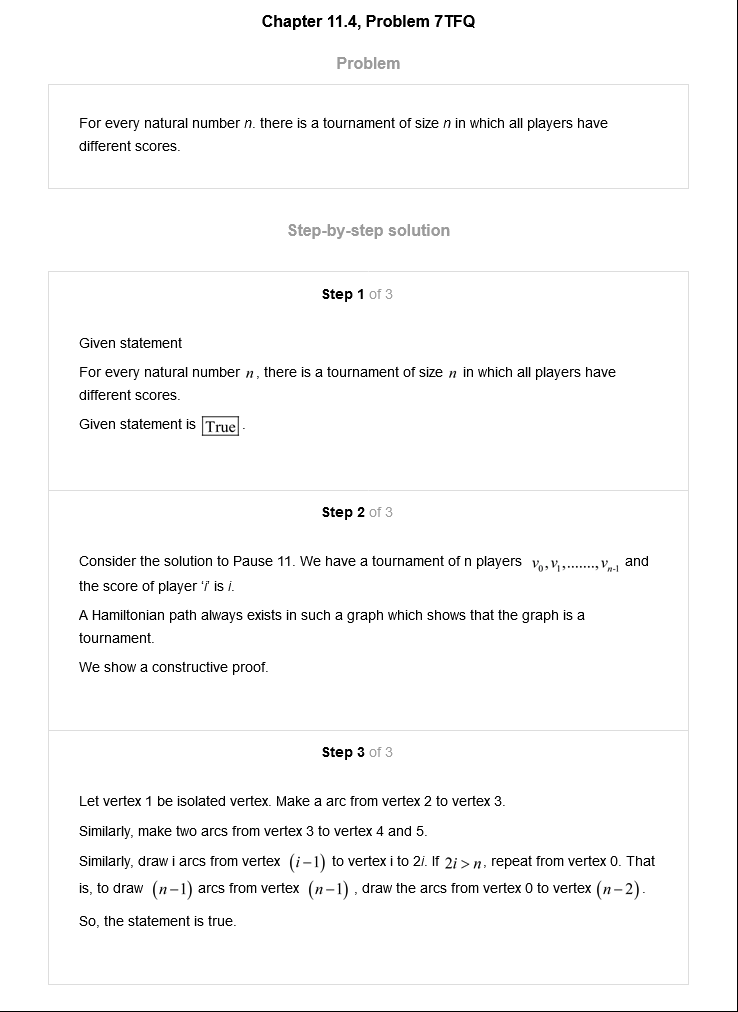 Chapter 11.4, Problem 7TFQ
Problem
For every natural number n. there is a tournament of size n in which all players have
different scores.
Step-by-step solution
Step 1 of 3
Given statement
For every natural number n, there is a tournament of size n in which all players have
different scores.
Given statement is True.
Step 2 of 3
Consider the solution to Pause 11. We have a tournament of n players v₀,v₁,.......,vₙ₋₁ and
the score of player 'i' is i.
A Hamiltonian path always exists in such a graph which shows that the graph is a
tournament.
We show a constructive proof.
Step 3 of 3
Let vertex 1 be isolated vertex. Make a arc from vertex 2 to vertex 3.
Similarly, make two arcs from vertex 3 to vertex 4 and 5.
Similarly, draw i arcs from vertex (i−1) to vertex i to 2i. If 2i > n, repeat from vertex 0. That
is, to draw (n−1) arcs from vertex (n−1), draw the arcs from vertex 0 to vertex (n−2).
So, the statement is true.